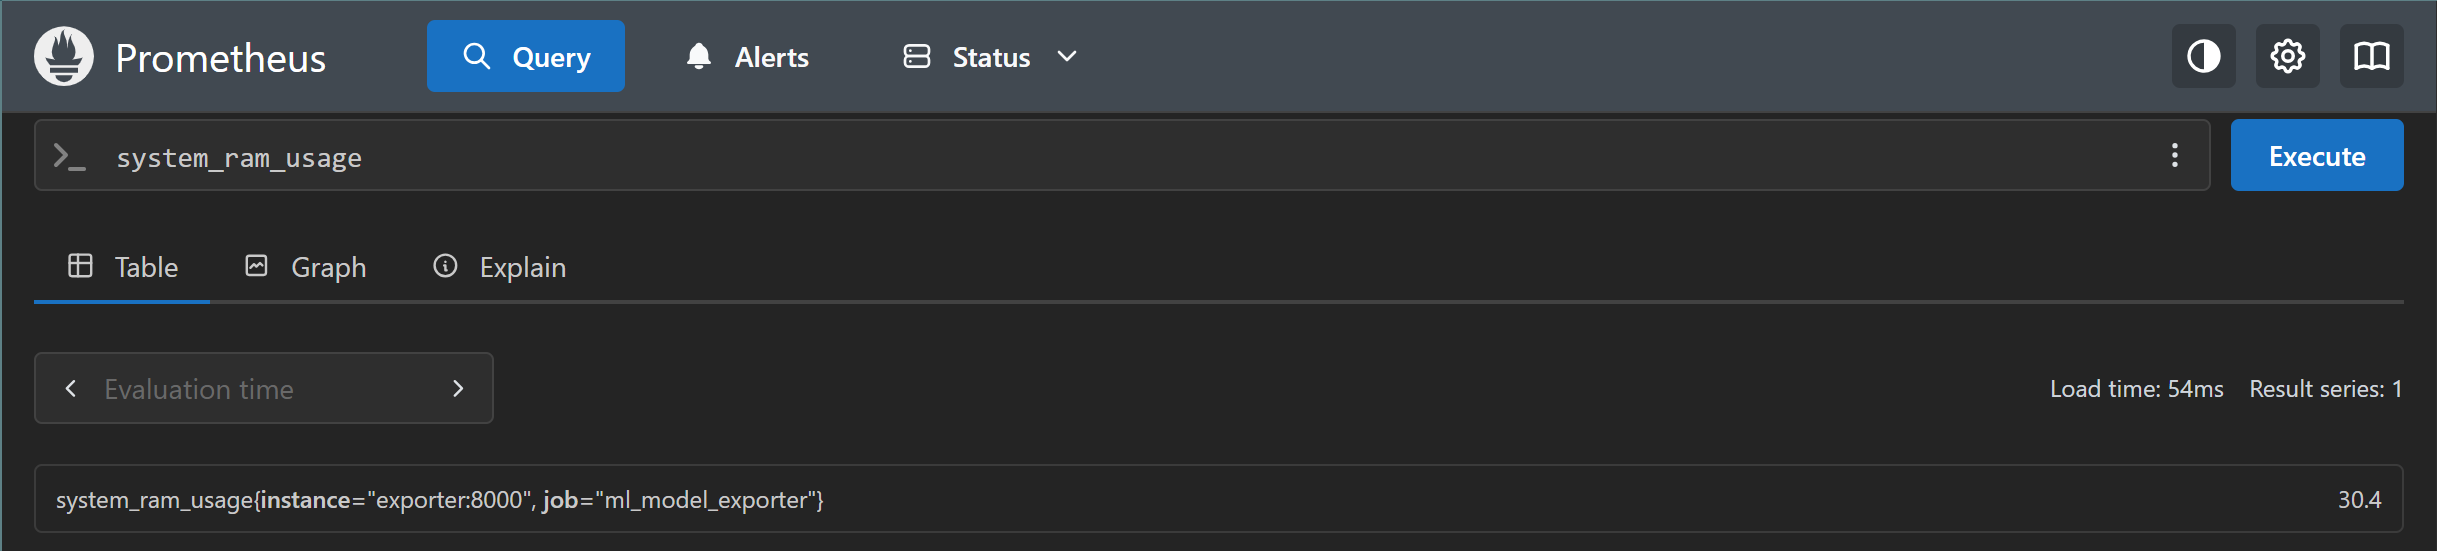 Prometheus Query Alerts Status
system_ram_usage Execute
Table Graph Explain
Evaluation time Load time: 54ms Result series: 1
system_ram_usage{instance="exporter:8000", job="ml_model_exporter"} 30.4